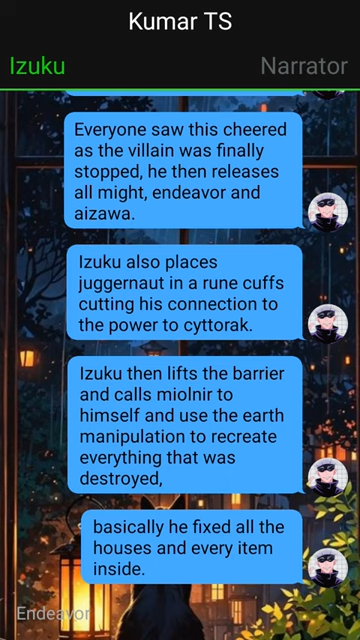 Kumar TS
Izuku
Narrator
Everyone saw this cheered
as the villain was finally
stopped, he then releases
all might, endeavor and
aizawa.
Izuku also places
juggernaut in a rune cuffs
cutting his connection to
the power to cyttorak.
Izuku then lifts the barrier
and calls miolnir to
himself and use the earth
manipulation to recreate
everything that was
destroyed,
basically he fixed all the
houses and every item
inside.
Endeavor